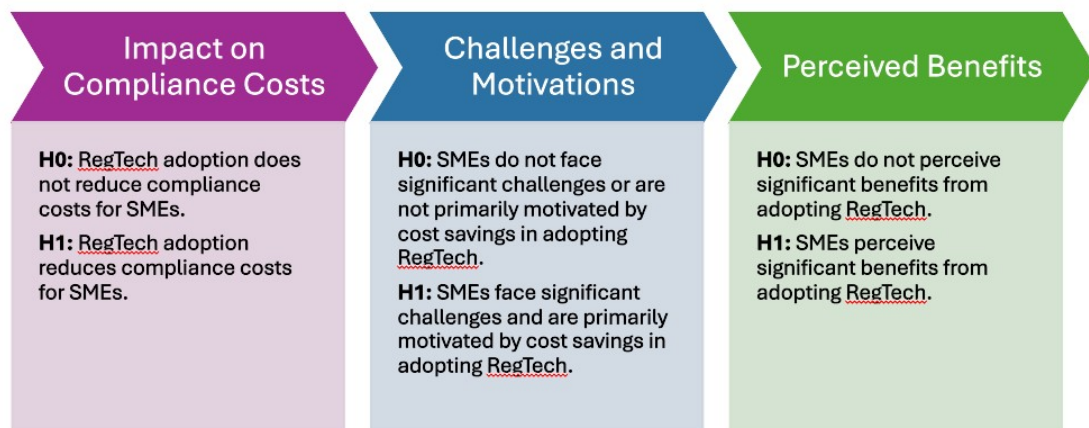 Impact on
Compliance Costs
H0: RegTech adoption does
not reduce compliance
costs for SMEs.
H1: RegTech adoption
reduces compliance costs
for SMEs.
Challenges and
Motivations
H0: SMEs do not face
significant challenges or are
not primarily motivated by
cost savings in adopting
RegTech.
H1: SMEs face significant
challenges and are primarily
motivated by cost savings in
adopting RegTech.
Perceived Benefits
H0: SMEs do not perceive
significant benefits from
adopting RegTech.
H1: SMEs perceive
significant benefits from
adopting RegTech.